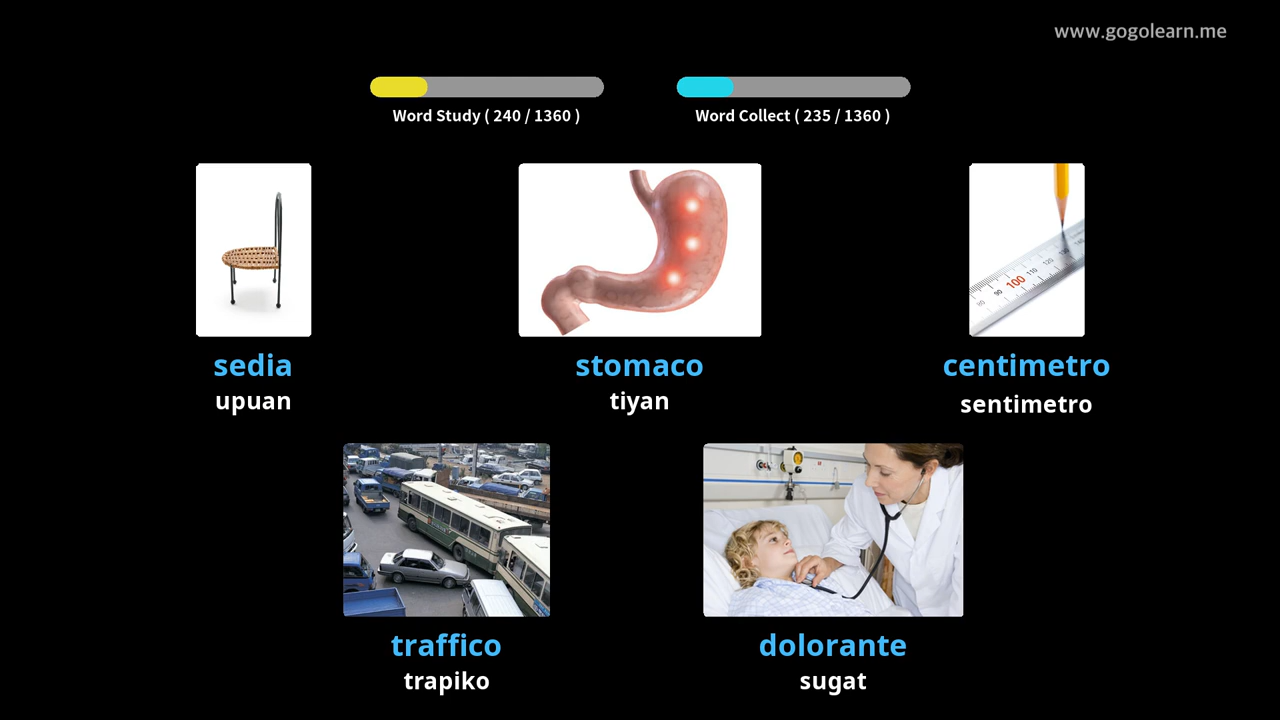 www.gogolearn.me
Word Study ( 240 / 1360 )
Word Collect ( 235 / 1360 )
sedia
upuan
stomaco
tiyan
centimetro
sentimetro
traffico
trapiko
dolorante
sugat